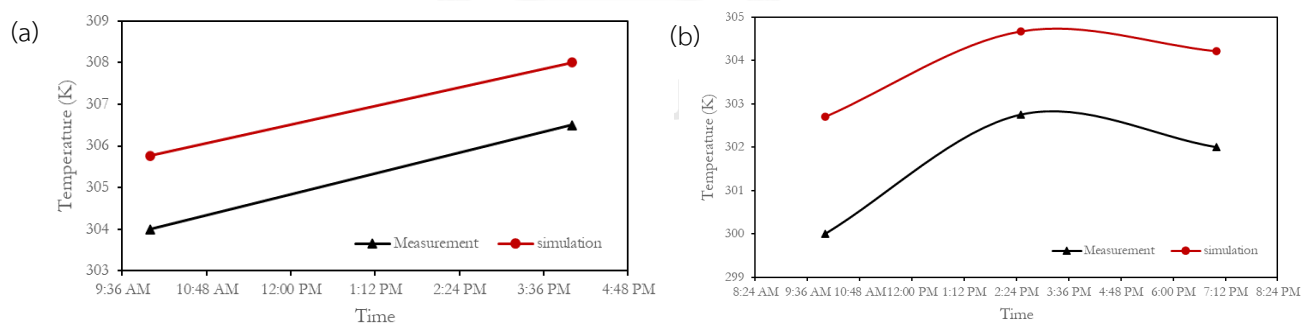 (a)
309
308
307
306
305
304
303
Temperature (K)
Measurement simulation
9:36 AM 10:48 AM 12:00 PM 1:12 PM 2:24 PM 3:36 PM 4:48 PM
Time
(b)
305
304
303
302
301
300
299
Temperature (K)
Measurement simulation
8:24 AM 9:36 AM 10:48 AM 12:00 PM 1:12 PM 2:24 PM 3:36 PM 4:48 PM 6:00 PM 7:12 PM 8:24 PM
Time